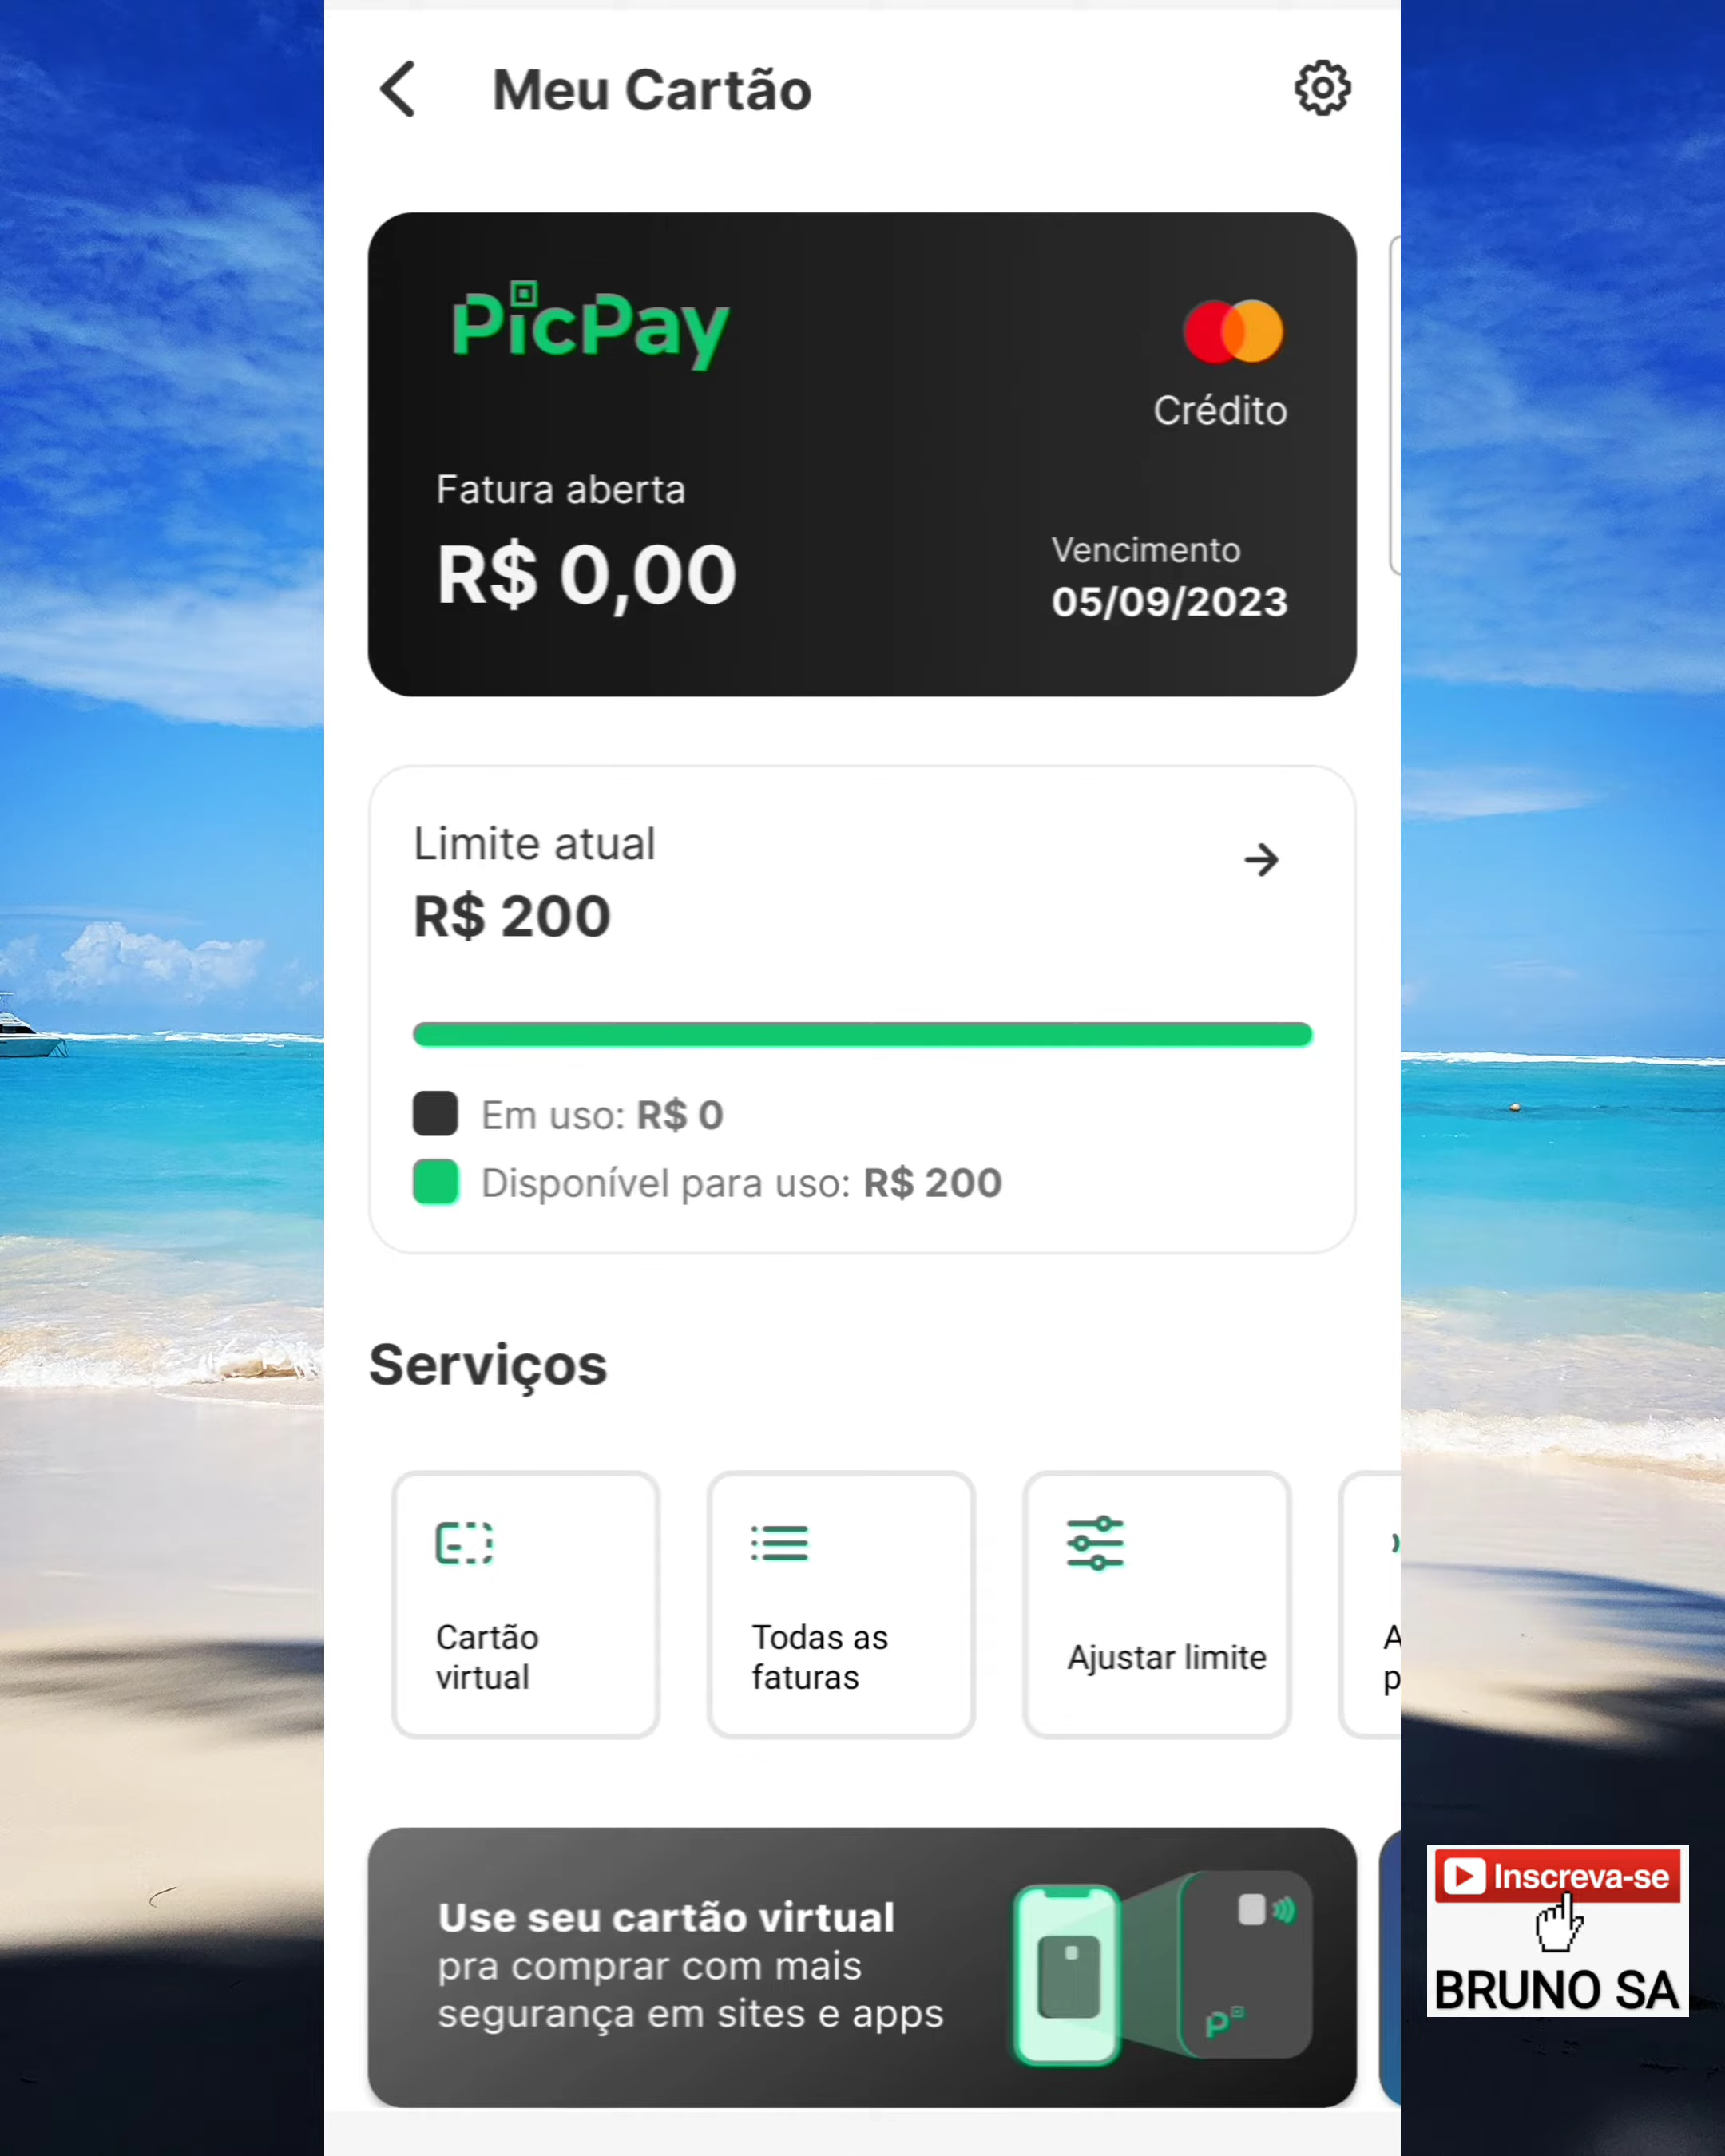 Meu Cartão
PicPay
Crédito
Fatura aberta
R$ 0,00
Vencimento
05/09/2023
Limite atual
R$ 200
Em uso: R$ 0
Disponível para uso: R$ 200
Serviços
Cartão
virtual
Todas as
faturas
Ajustar limite
A
p
Use seu cartão virtual
pra comprar com mais
segurança em sites e apps
Inscreva-se
BRUNO SA